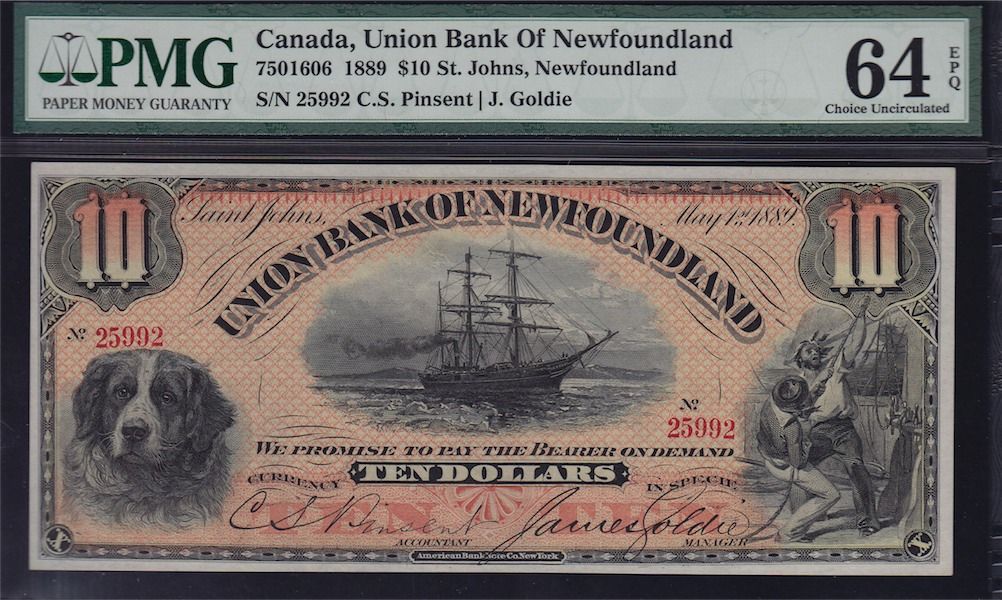 PMG
PAPER MONEY GUARANTY
Canada, Union Bank Of Newfoundland
7501606 1889 $10 St. Johns, Newfoundland
S/N 25992 C.S. Pinsent | J. Goldie
64 EPQ
Choice Uncirculated
10
Saint Johns,
May 1st, 1889.
10
UNION BANK OF NEWFOUNDLAND
No 25992
No
25992
WE PROMISE TO PAY THE BEARER ON DEMAND
TEN DOLLARS
CURRENCY
IN SPECIE,
TEN
C S Pinsent
James Goldie
ACCOUNTANT
MANAGER
X
American Bank Note Co. New York
X